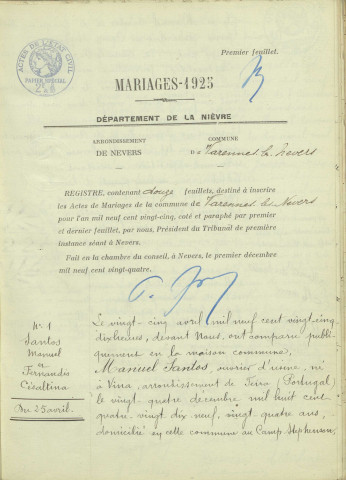 Premier feuillet.
ACTES DE L'ETAT CIVIL
PAPIER SPÉCIAL
MARIAGES-1925
DÉPARTEMENT DE LA NIÈVRE
ARRONDISSEMENT
DE NEVERS
COMMUNE
de Varennes les Nevers
REGISTRE, contenant douze feuillets, destiné à inscrire
les Actes de Mariages de la commune de Varennes les Nevers
pour l'an mil neuf cent vingt-cinq, coté et paraphé par premier
et dernier feuillet, par nous, Président du Tribunal de première
instance séant à Nevers.
Fait en la chambre du conseil, à Nevers, le premier décembre
mil neuf cent vingt-quatre.
N° 1
Santos
Manuel
et
Fernandes
Du 25 avril.
Le vingt-cinq avril mil neuf cent vingt cinq
dix heures, devant Nous, ont comparu publi-
quement en la maison commune,
Manuel Santos, ouvrier d'usine, né
à Vina, arrondissement de Terra (Portugal)
le vingt-quatre décembre mil huit cent
quatre-vingt dix neuf, vingt-quatre ans,
domicilié en cette commune au Camp Stephenson,